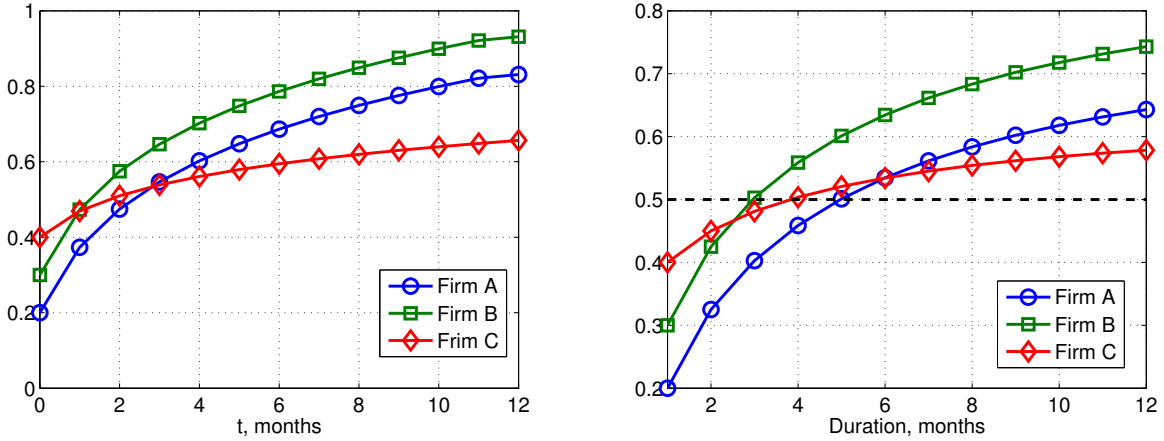 1
0.8
0.6
0.4
0.2
0
0 2 4 6 8 10 12
t, months
Firm A
Firm B
Frim C
0.8
0.7
0.6
0.5
0.4
0.3
0.2
2 4 6 8 10 12
Duration, months
Firm A
Firm B
Firm C